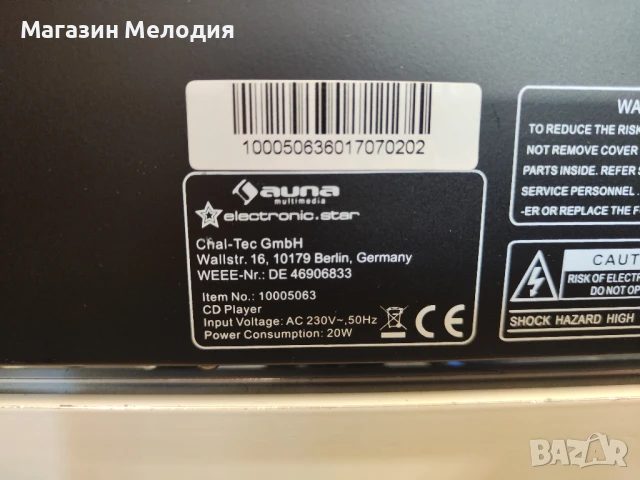 Магазин Мелодия
100050636017070202
auna
multimedia
electronic.star
Chal-Tec GmbH
Wallstr. 16, 10179 Berlin, Germany
WEEE-Nr.: DE 46906833
Item No.: 10005063
CD Player
Input Voltage: AC 230V~,50Hz
Power Consumption: 20W
CE
WA
TO REDUCE THE RISK
NOT REMOVE COVER
PARTS INSIDE. REFER
SERVICE PERSONNEL.
-ER OR REPLACE THE F
CAUT
RISK OF ELECTR
DO NOT OP
SHOCK HAZARD HIGH
BAZAR